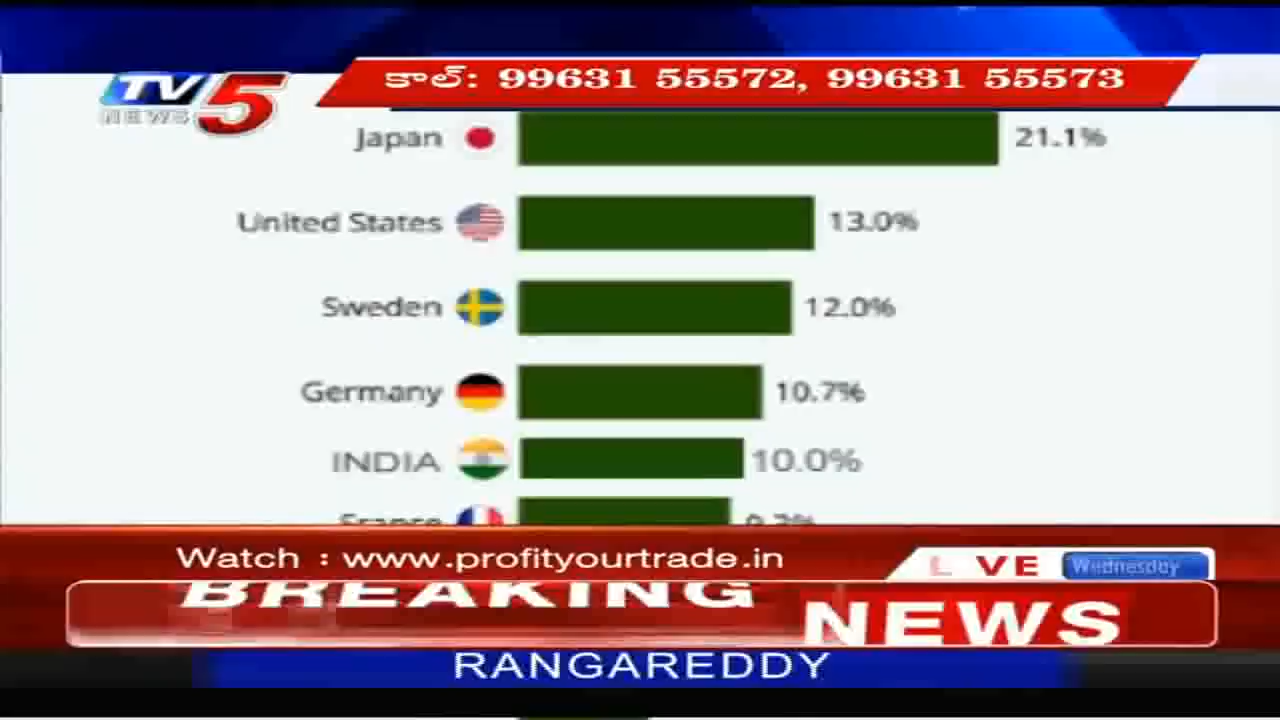 TV5
NEWS
కాల్: 99631 55572, 99631 55573
Japan 21.1%
United States 13.0%
Sweden 12.0%
Germany 10.7%
INDIA 10.0%
France
Watch : www.profityourtrade.in
LIVE Wednesday
BREAKING NEWS
RANGAREDDY